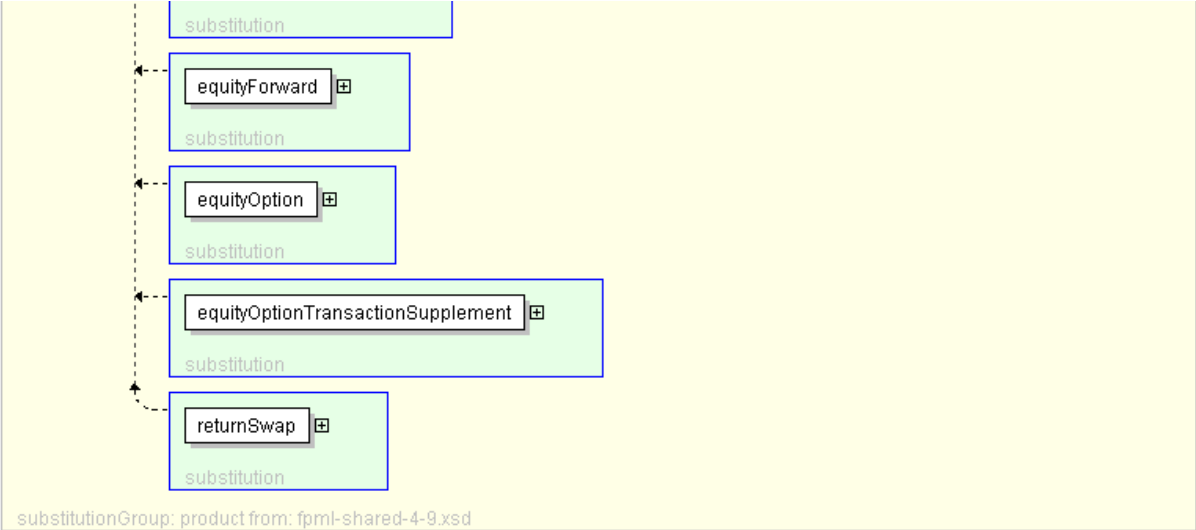 substitution
equityForward
substitution
equityOption
substitution
equityOptionTransactionSupplement
substitution
returnSwap
substitution
substitutionGroup: product from: fpml-shared-4-9.xsd